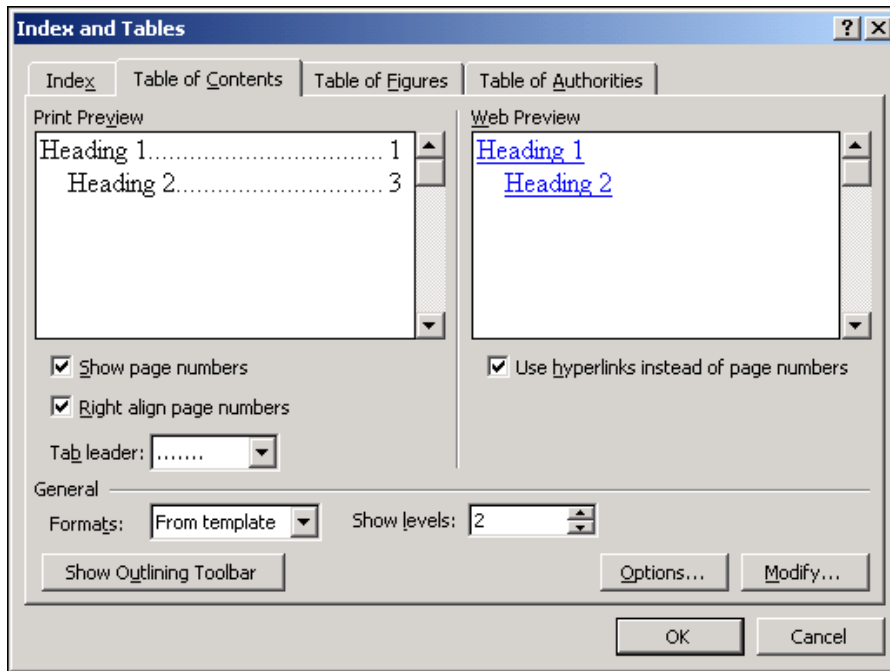 Index and Tables
Index Table of Contents Table of Figures Table of Authorities
Print Preview
Heading 1................................ 1
Heading 2........................... 3
Web Preview
Heading 1
Heading 2
Show page numbers
Right align page numbers
Tab leader: .......
Use hyperlinks instead of page numbers
General
Formats: From template Show levels: 2
Show Outlining Toolbar Options... Modify...
OK Cancel